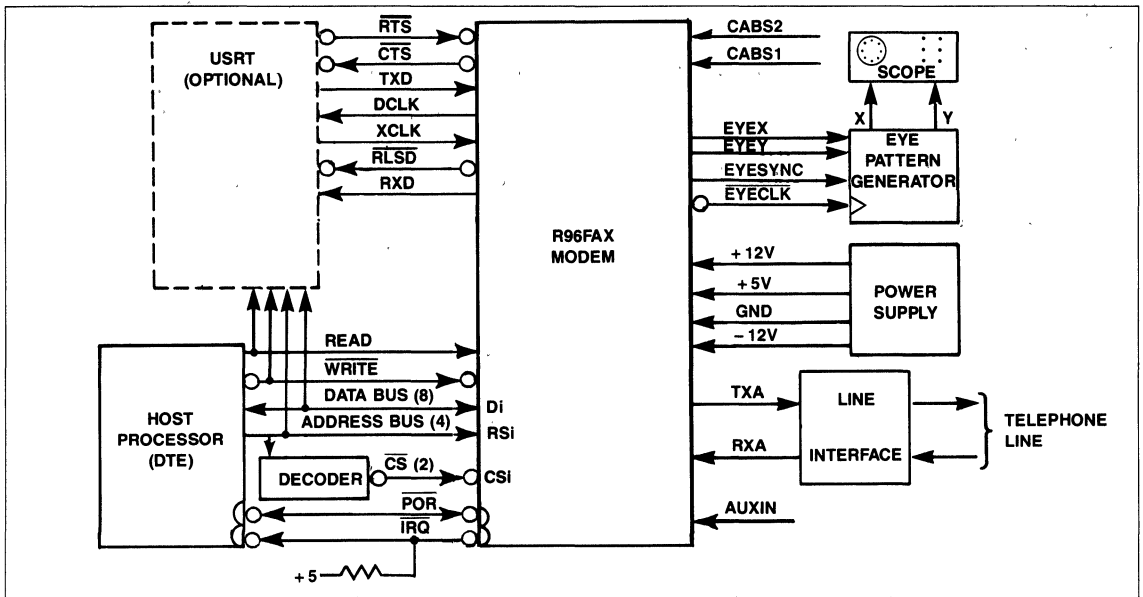 USRT
(OPTIONAL)
RTS
CTS
TXD
DCLK
XCLK
RLSD
RXD
R96FAX
MODEM
CABS2
CABS1
SCOPE
X
Y
EYEX
EYEY
EYESYNC
EYECLK
EYE
PATTERN
GENERATOR
+12V
+5V
GND
-12V
POWER
SUPPLY
READ
WRITE
DATA BUS (8)
Di
ADDRESS BUS (4)
RSi
HOST
PROCESSOR
(DTE)
DECODER
CS (2)
CSi
POR
IRQ
+5
TXA
RXA
LINE
INTERFACE
TELEPHONE
LINE
AUXIN